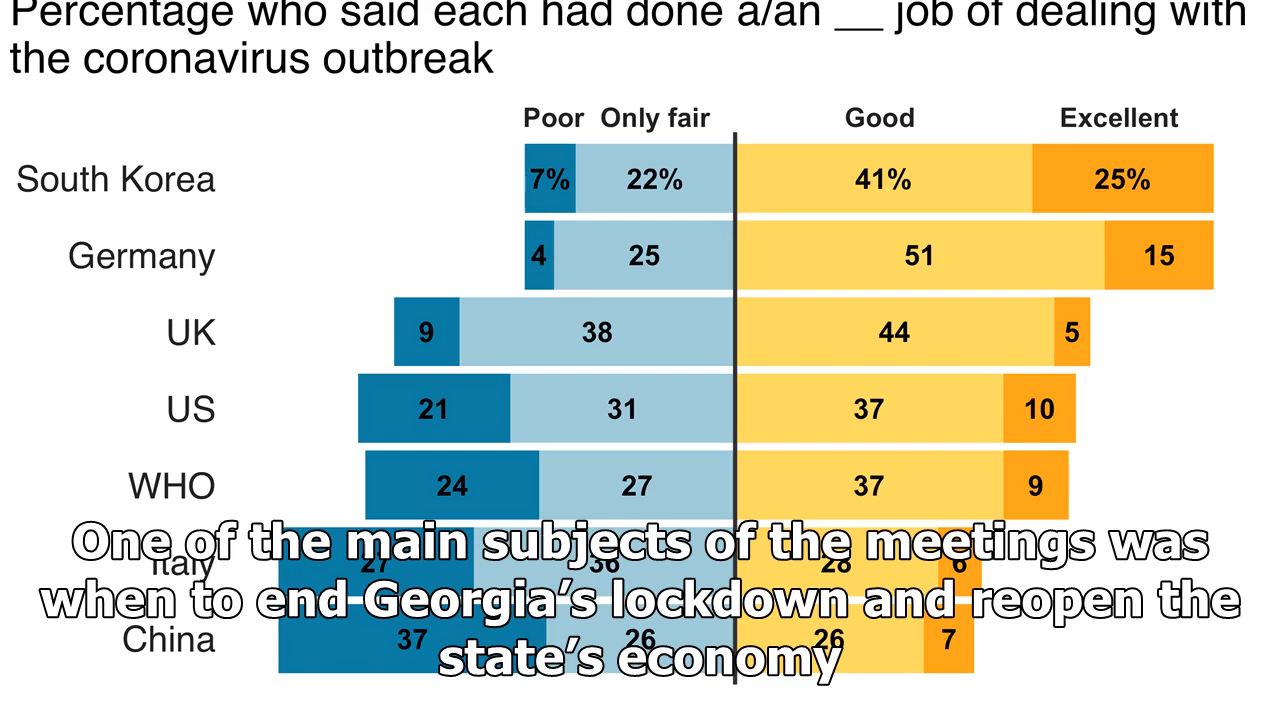 Percentage who said each had done a/an __ job of dealing with
the coronavirus outbreak
Poor Only fair Good Excellent
South Korea 7% 22% 41% 25%
Germany 4 25 51 15
UK 9 38 44 5
US 21 31 37 10
WHO 24 27 37 9
Italy 27 36 28 6
China 37 26 26 7
One of the main subjects of the meetings was
when to end Georgia’s lockdown and reopen the
state’s economy